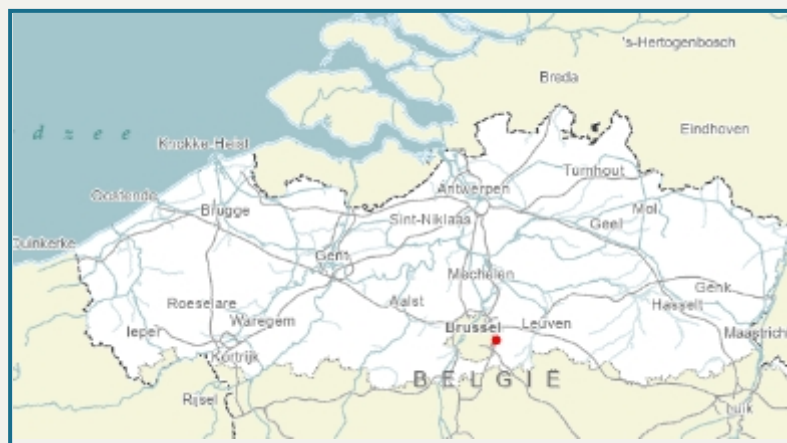 's-Hertogenbosch
Breda
Eindhoven
d z e e
Knokke-Heist
Turnhout
Antwerpen
Oostende
Mol
Brugge
Sint-Niklaas
Geel
Duinkerke
Gent
Mechelen
Genk
Roeselare
Aalst
Hasselt
Waregem
Brussel
Leuven
Ieper
Maastrich
Kortrijk
BELGIË
Rijsel
Luik